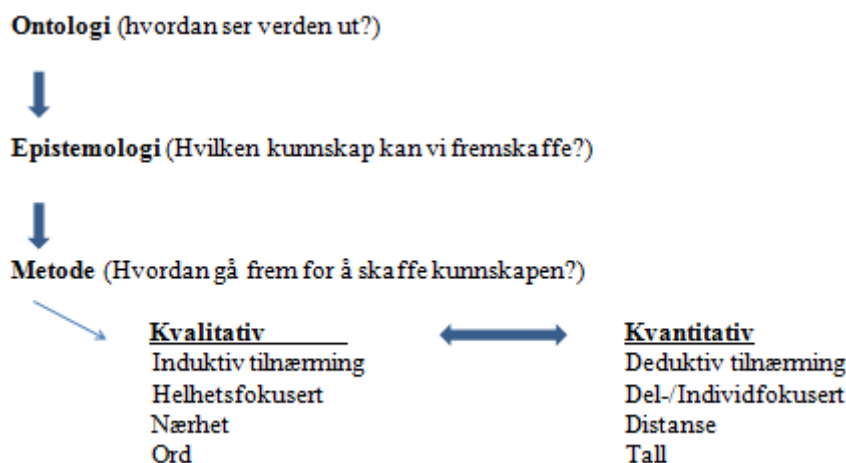 Ontologi (hvordan ser verden ut?)
Epistemologi (Hvilken kunnskap kan vi fremskaffe?)
Metode (Hvordan gå frem for å skaffe kunnskapen?)
Kvalitativ
Induktiv tilnærming
Helhetsfokusert
Nærhet
Ord
Kvantitativ
Deduktiv tilnærming
Del-/Individfokusert
Distanse
Tall